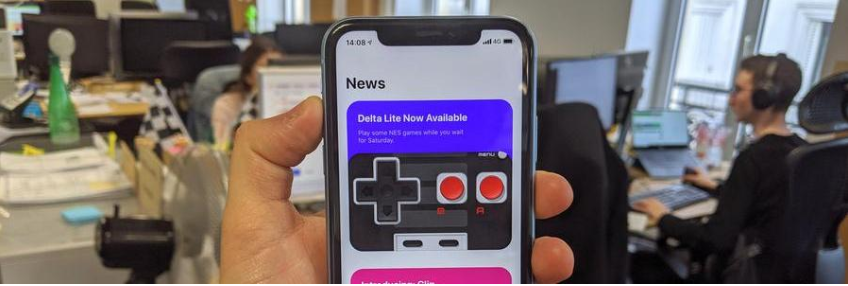 14:08
4G
News
Delta Lite Now Available
Play some NES games while you wait
for Saturday.
menu
B
A
Introducing: Clip